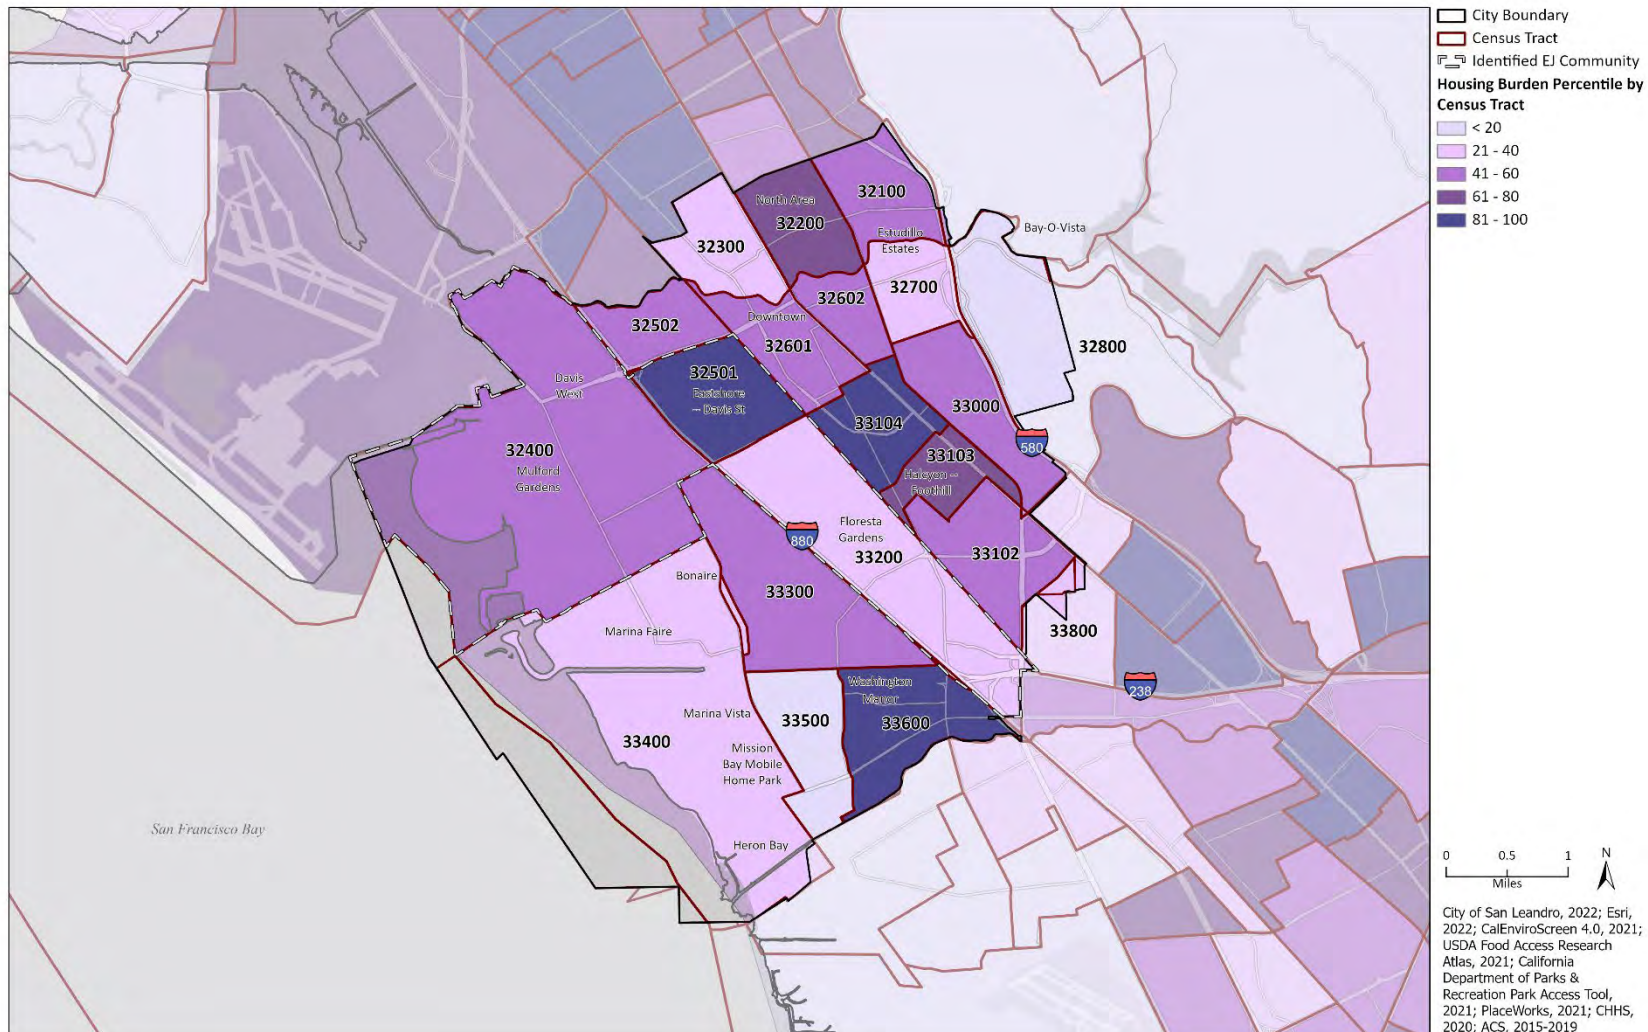 City Boundary
Census Tract
Identified EJ Community
Housing Burden Percentile by
Census Tract
< 20
21 - 40
41 - 60
61 - 80
81 - 100
32100
North Area
32200
Estudillo
Estates
Bay-O-Vista
32300
32700
32602
Downtown
32502
32601
32800
32501
Eastshore
-- Davis St
Davis
West
33000
33104
580
32400
Mulford
Gardens
33103
Halcyon --
Foothill
Floresta
Gardens
880
33200
33102
Bonaire
33300
Marina Faire
33800
Washington
Manor
238
Marina Vista
33500
33600
33400
Mission
Bay Mobile
Home Park
San Francisco Bay
Heron Bay
0 0.5 1
Miles
N
City of San Leandro, 2022; Esri,
2022; CalEnviroScreen 4.0, 2021;
USDA Food Access Research
Atlas, 2021; California
Department of Parks &
Recreation Park Access Tool,
2021; PlaceWorks, 2021; CHHS,
2020; ACS, 2015-2019